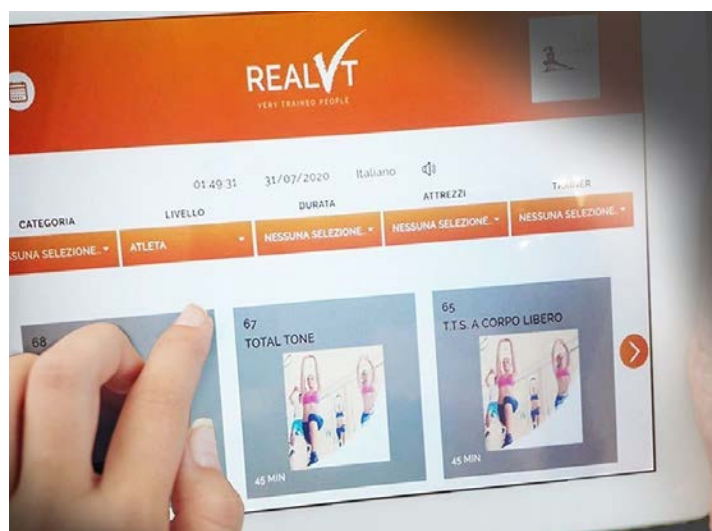 REALVT
VERY TRAINED PEOPLE
01:49:31 31/07/2020 Italiano
CATEGORIA LIVELLO DURATA ATTREZZI TRAINER
SSUNA SELEZIONE.. ATLETA NESSUNA SELEZIONE.. NESSUNA SELEZIONE.. NESSUNA SELEZIONE..
68
67
TOTAL TONE
45 MIN
65
T.T.S. A CORPO LIBERO
45 MIN